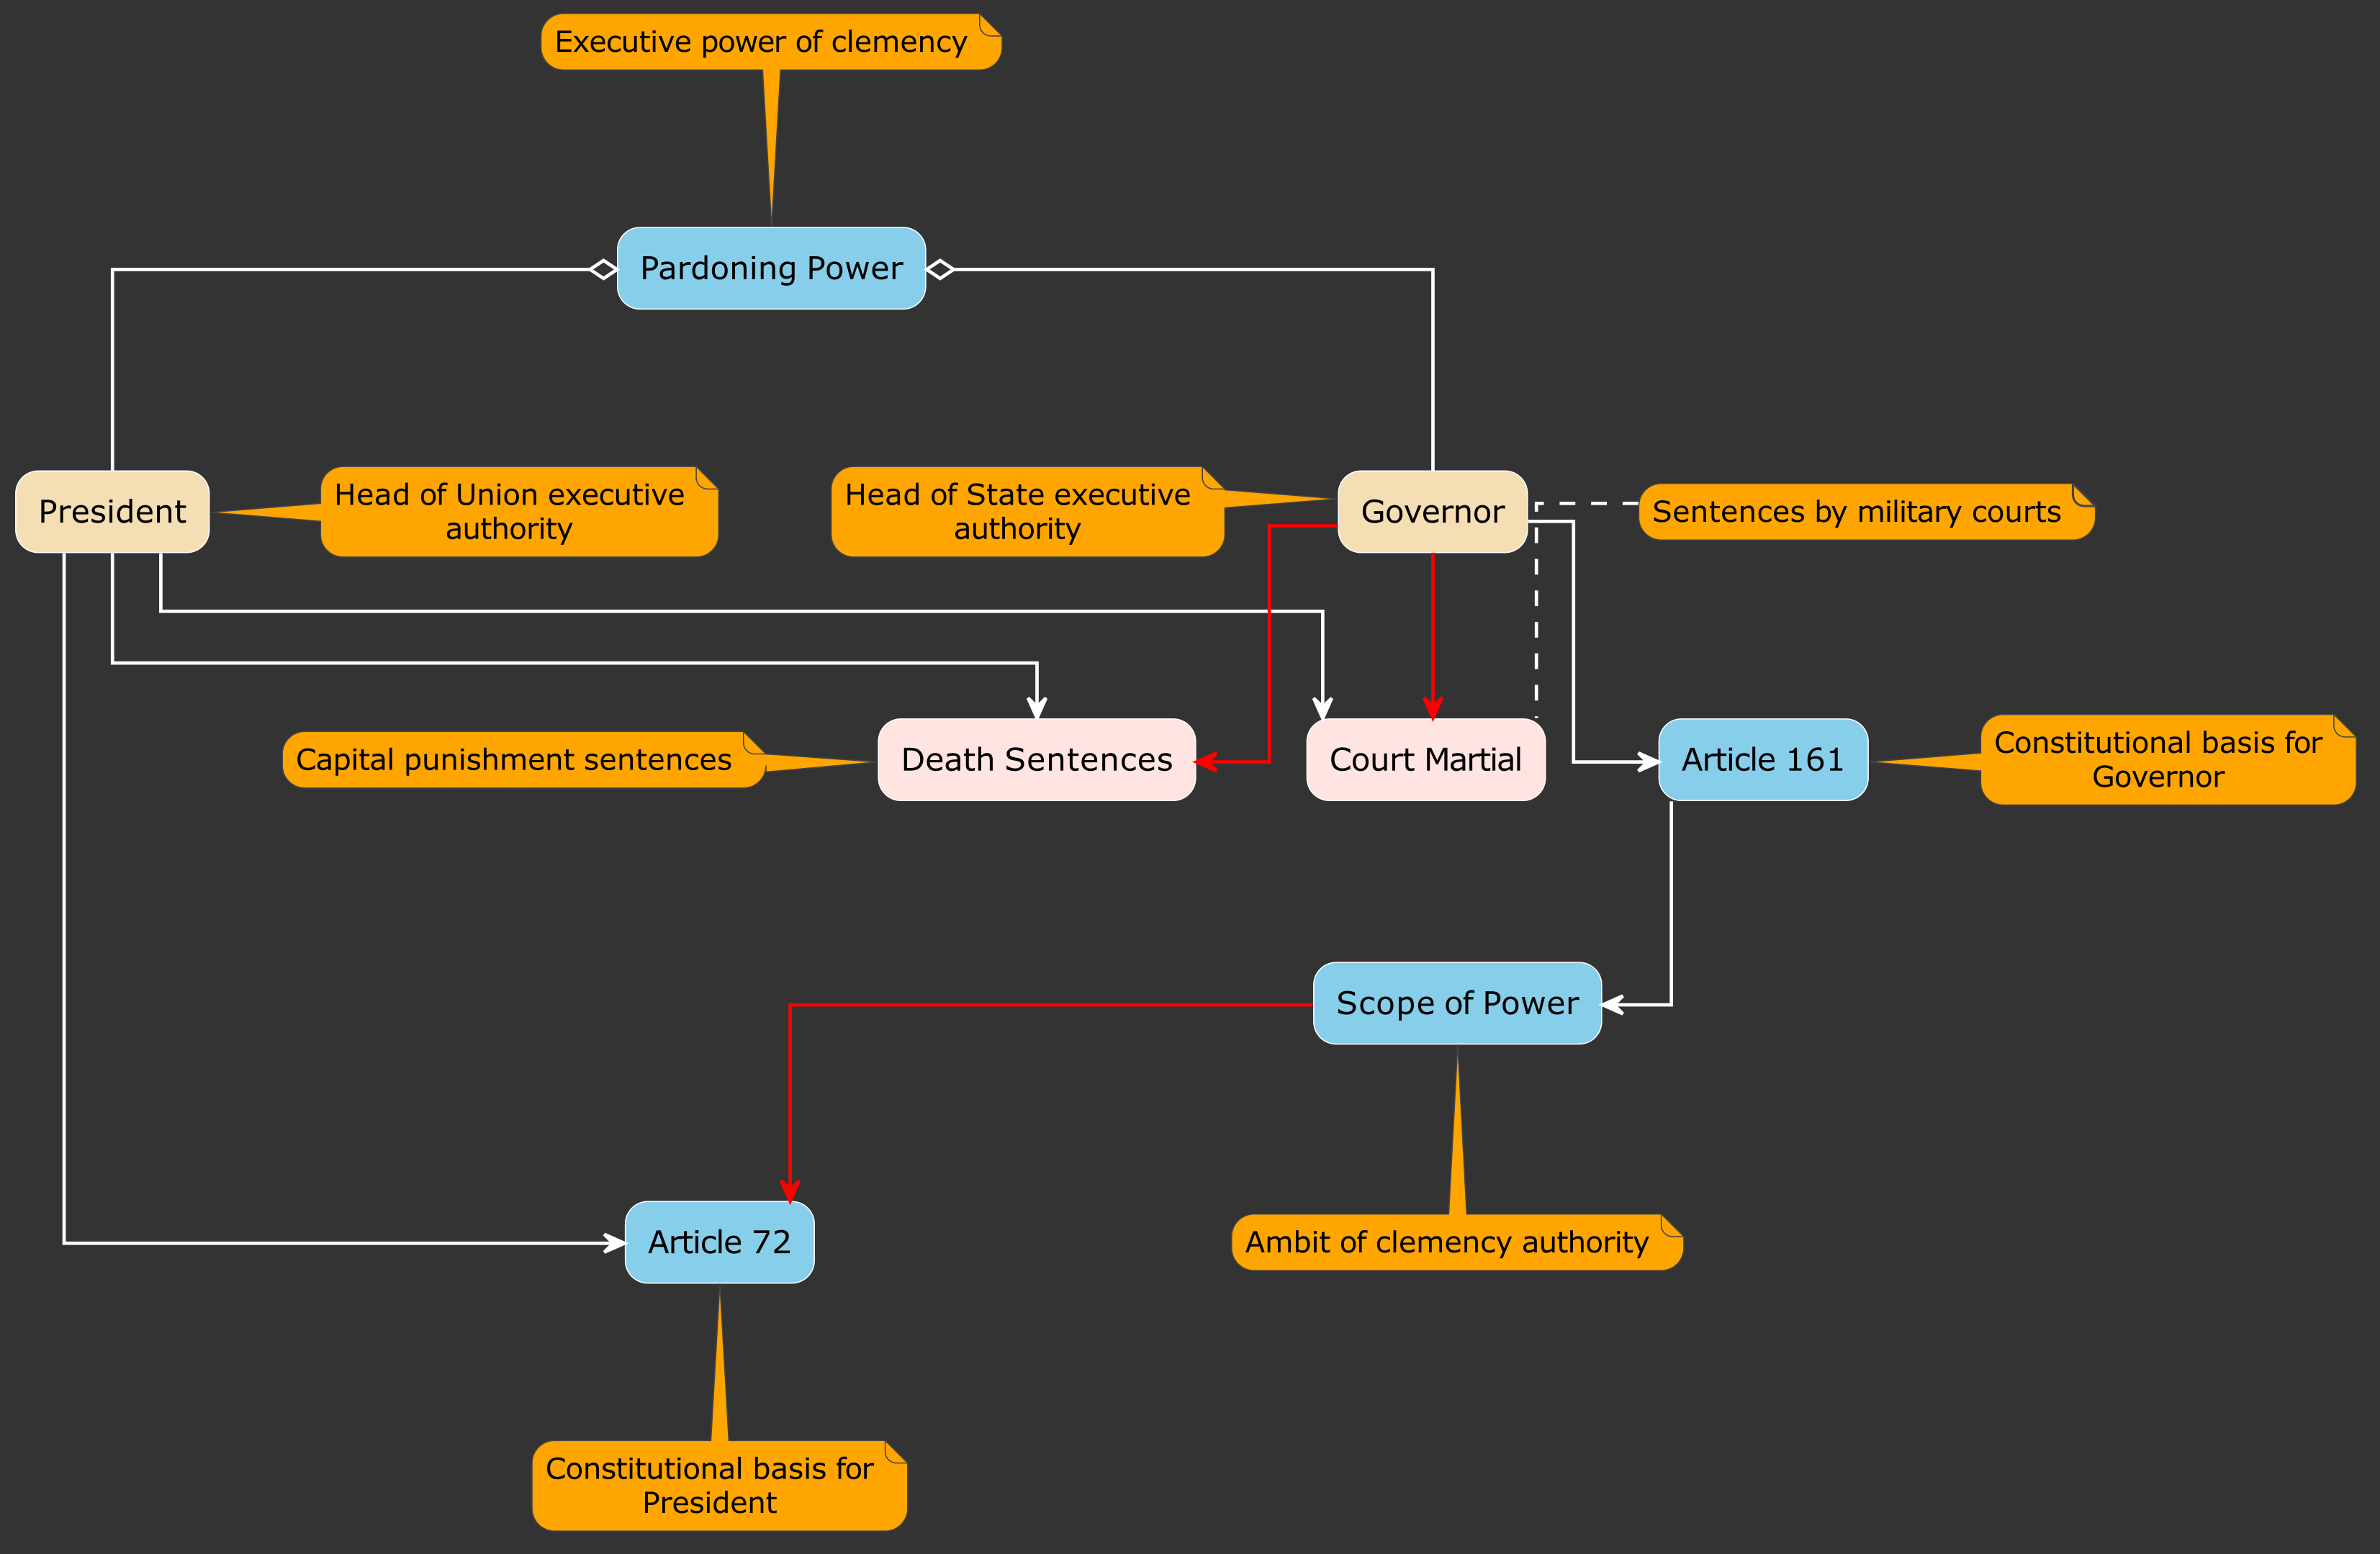 Executive power of clemency
Pardoning Power
President
Head of Union executive
authority
Head of State executive
authority
Governor
Sentences by military courts
Capital punishment sentences
Death Sentences
Court Martial
Article 161
Constitutional basis for
Governor
Scope of Power
Article 72
Ambit of clemency authority
Constitutional basis for
President